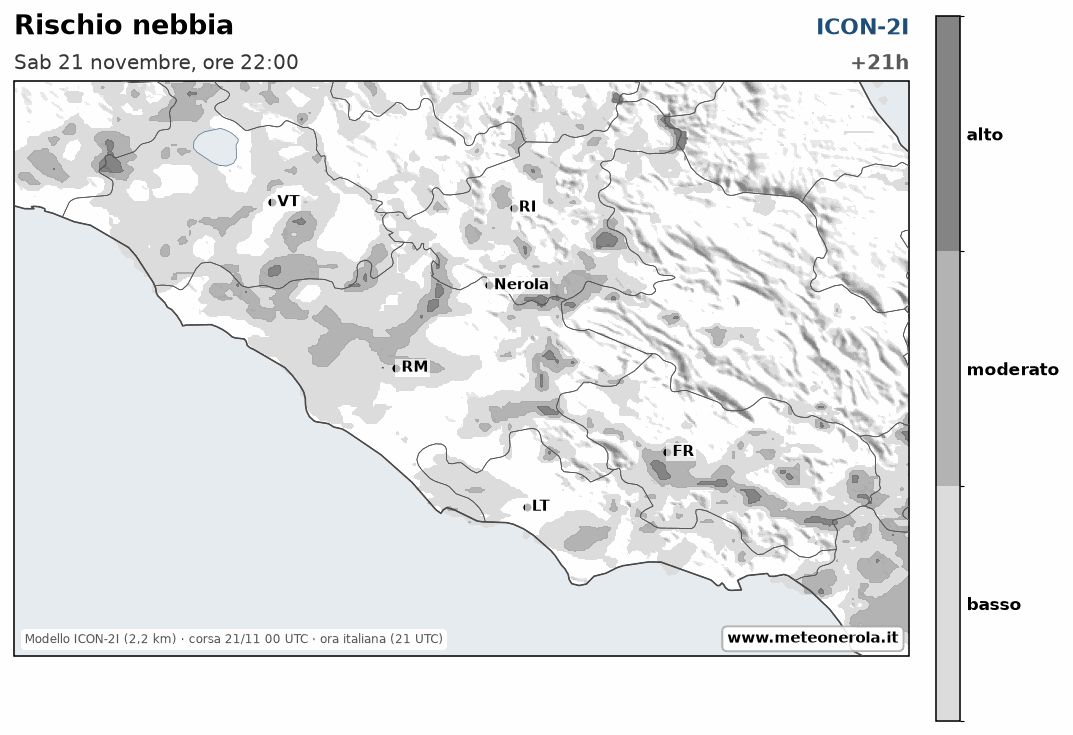 Rischio nebbia
ICON-2I
Sab 21 novembre, ore 22:00
+21h
alto
VT
RI
Nerola
RM
moderato
FR
LT
basso
Modello ICON-2I (2,2 km) · corsa 21/11 00 UTC · ora italiana (21 UTC)
www.meteonerola.it